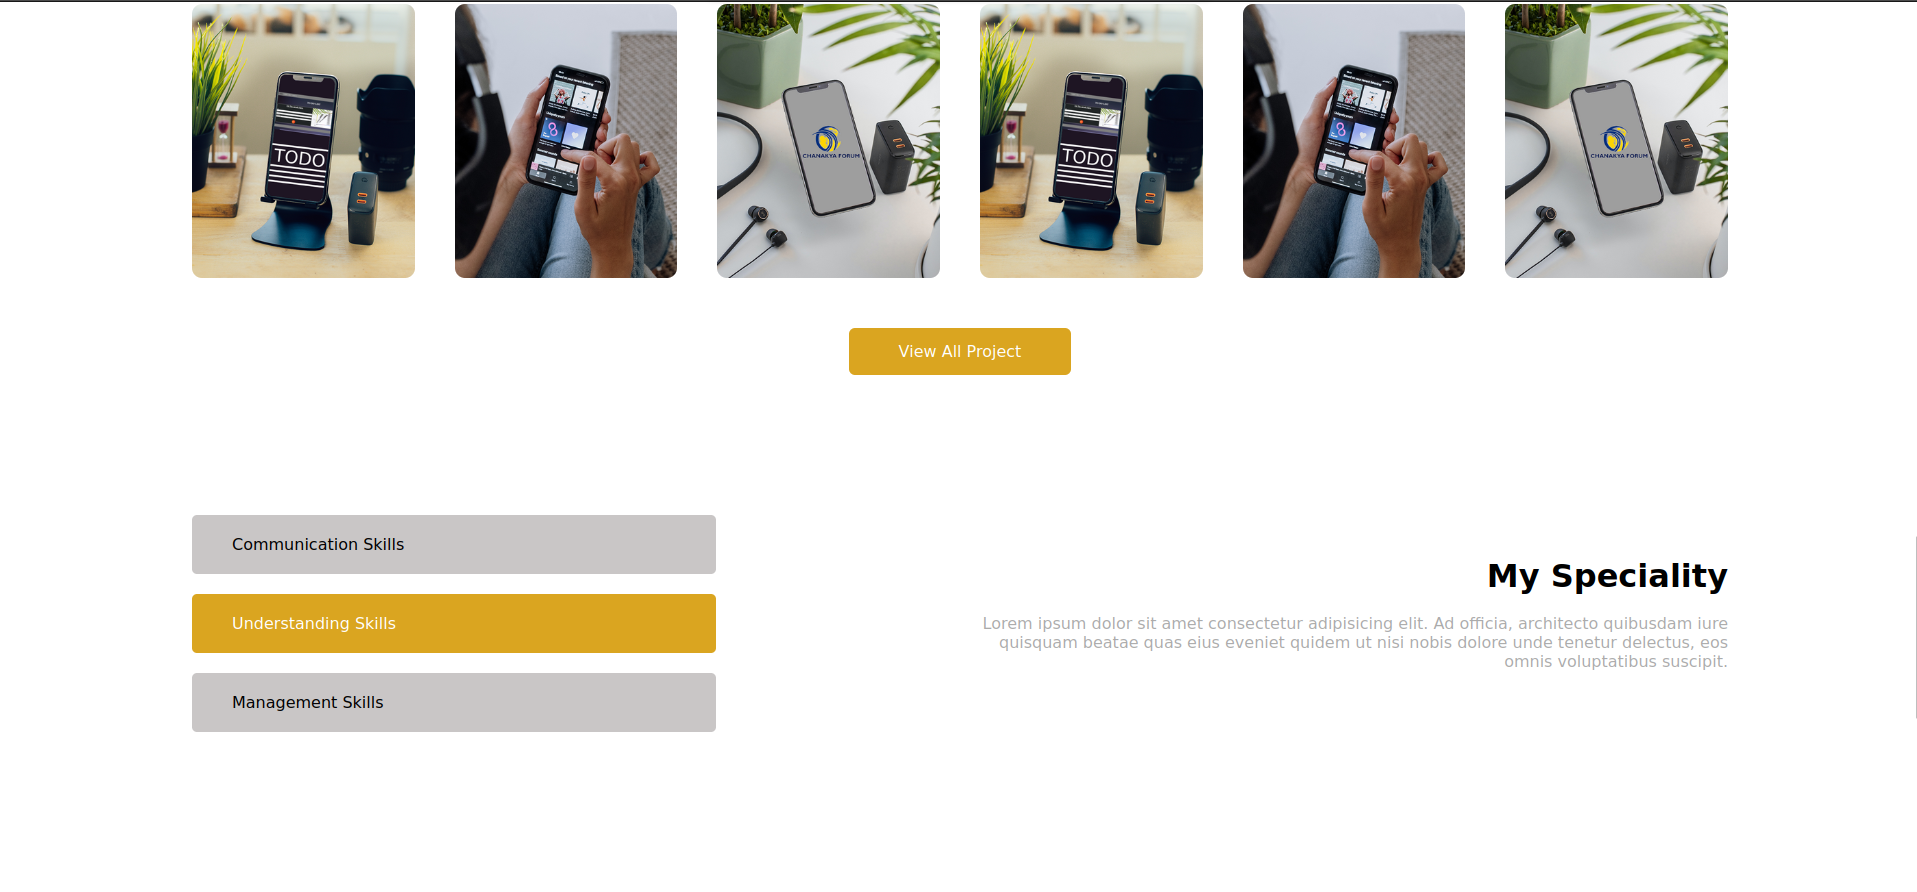 TODO
CHANAKYA FORUM
TODO
CHANAKYA FORUM
View All Project
Communication Skills
Understanding Skills
Management Skills
My Speciality
Lorem ipsum dolor sit amet consectetur adipisicing elit. Ad officia, architecto quibusdam iure
quisquam beatae quas eius eveniet quidem ut nisi nobis dolore unde tenetur delectus, eos
omnis voluptatibus suscipit.